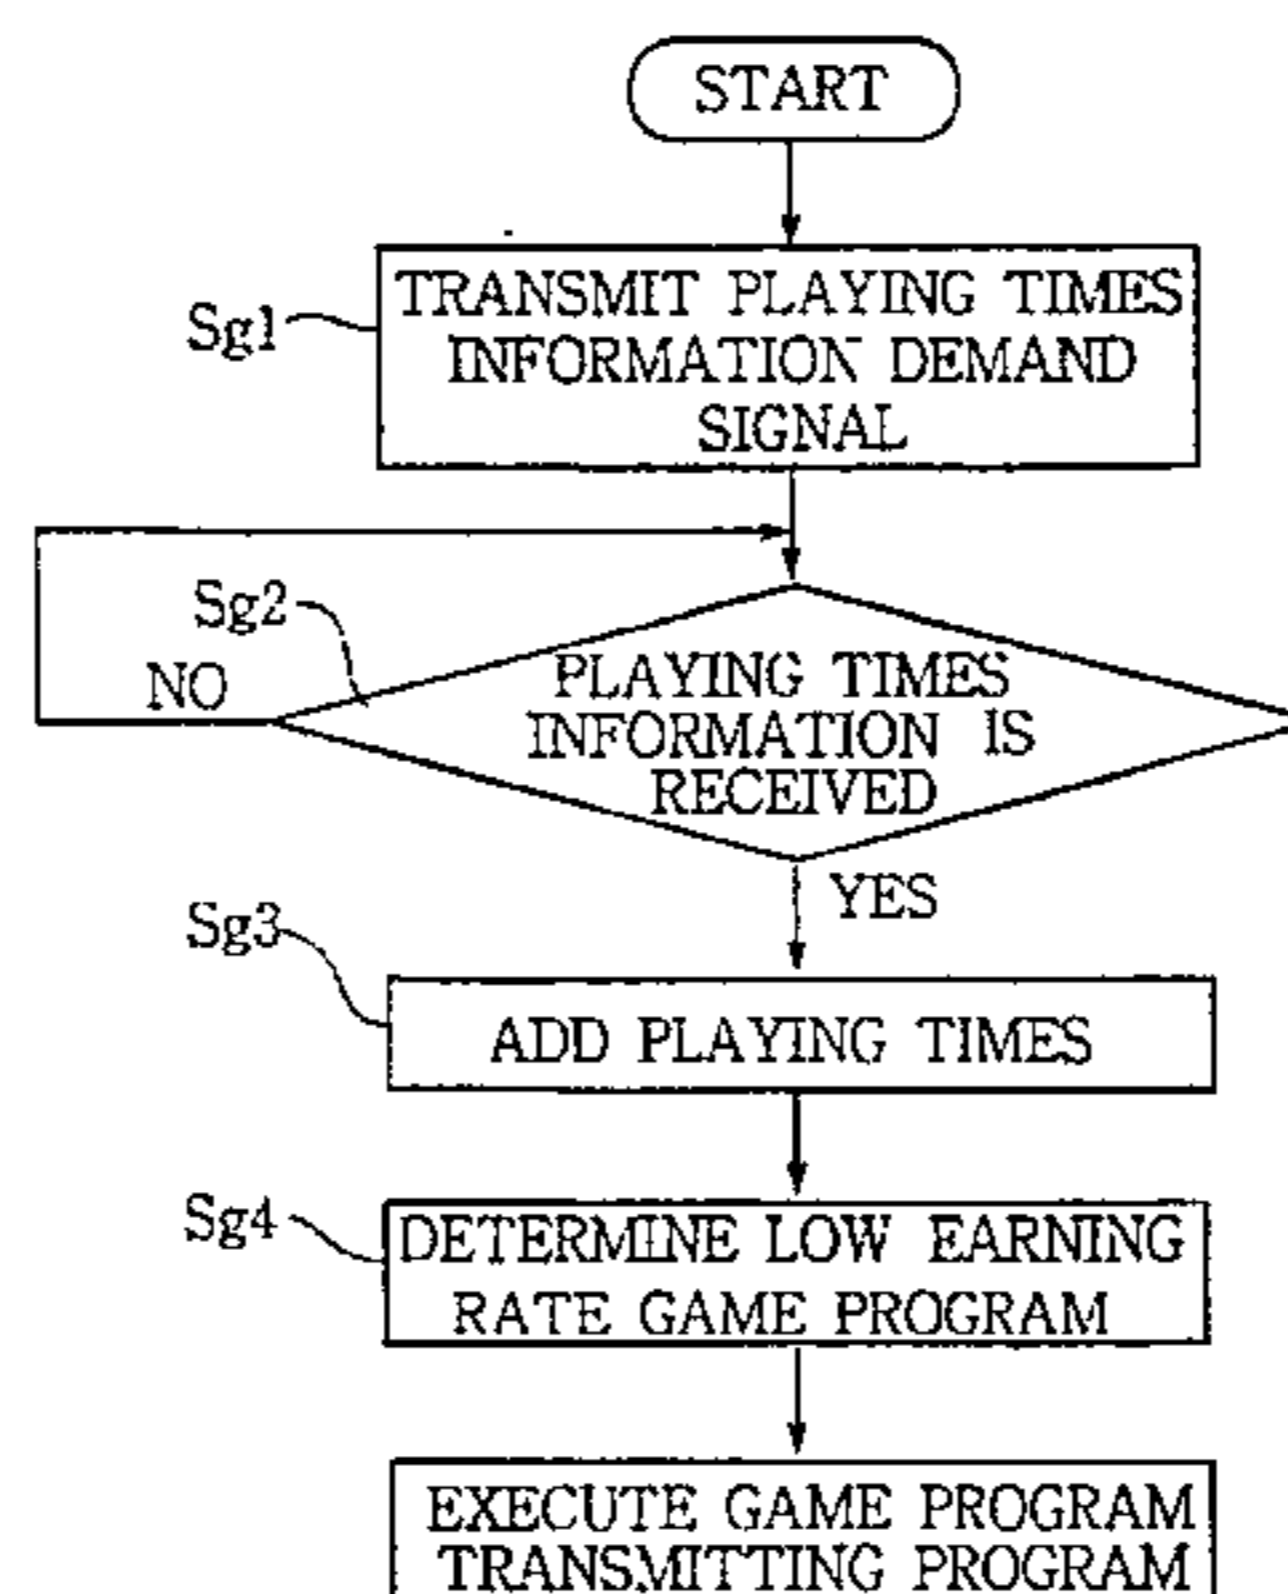 START
Sg1
TRANSMIT PLAYING TIMES
INFORMATION DEMAND
SIGNAL
Sg2
NO
PLAYING TIMES
INFORMATION IS
RECEIVED
YES
Sg3
ADD PLAYING TIMES
Sg4
DETERMINE LOW EARNING
RATE GAME PROGRAM
EXECUTE GAME PROGRAM
TRANSMITTING PROGRAM